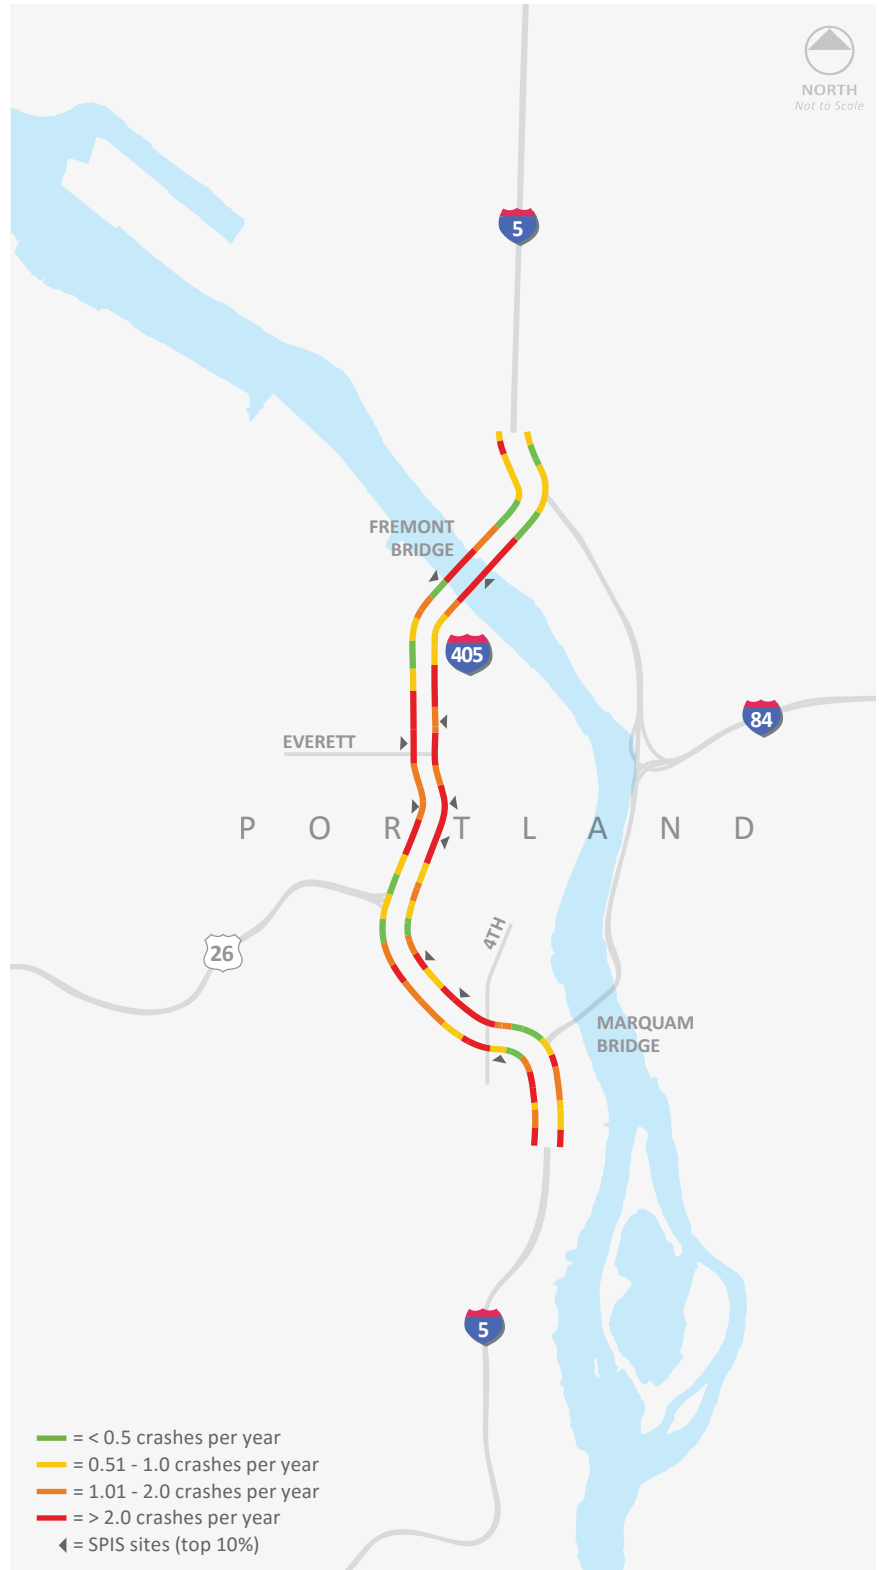 NORTH
Not to Scale
5
FREMONT
BRIDGE
405
84
EVERETT
PORTLAND
4TH
26
MARQUAM
BRIDGE
5
= < 0.5 crashes per year
= 0.51 - 1.0 crashes per year
= 1.01 - 2.0 crashes per year
= > 2.0 crashes per year
= SPIS sites (top 10%)